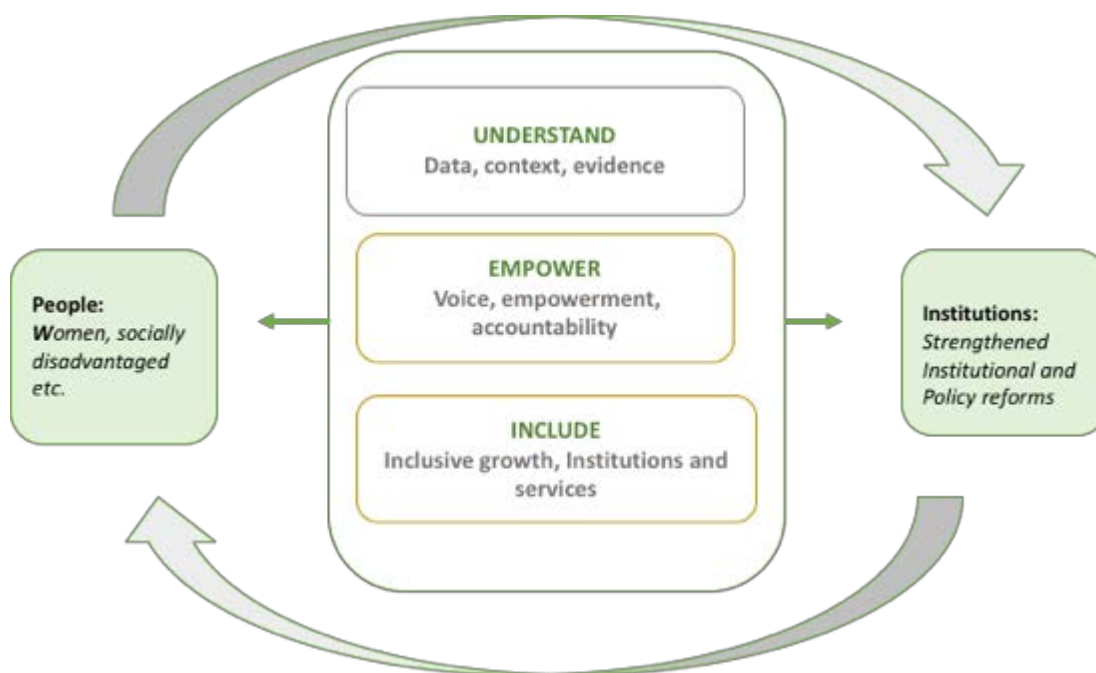 UNDERSTAND
Data, context, evidence
EMPOWER
Voice, empowerment,
accountability
INCLUDE
Inclusive growth, Institutions and
services
People:
Women, socially
disadvantaged
etc.
Institutions:
Strengthened
Institutional and
Policy reforms